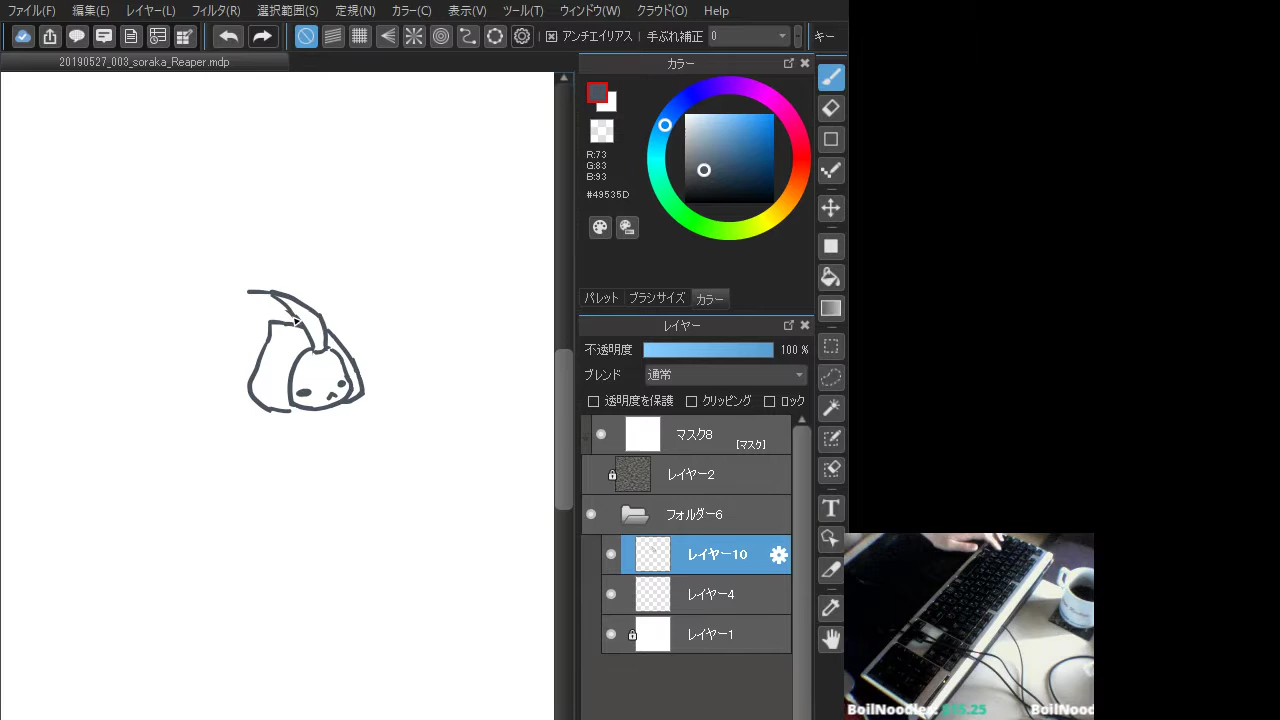 ファイル(F) 編集(E) レイヤー(L) フィルタ(R) 選択範囲(S) 定規(N) カラー(C) 表示(V) ツール(T) ウィンドウ(W) クラウド(O) Help
アンチエイリアス 手ぶれ補正 0 キー
20190527_003_soraka_Reaper.mdp
カラー
R:73
G:83
B:93
#49535D
パレット ブラシサイズ カラー
レイヤー
不透明度 100 %
ブレンド 通常
透明度を保護 クリッピング ロック
マスク8
[マスク]
レイヤー2
フォルダー6
レイヤー10
レイヤー4
レイヤー1
T
BoilNoodles: $15.25 BoilNood